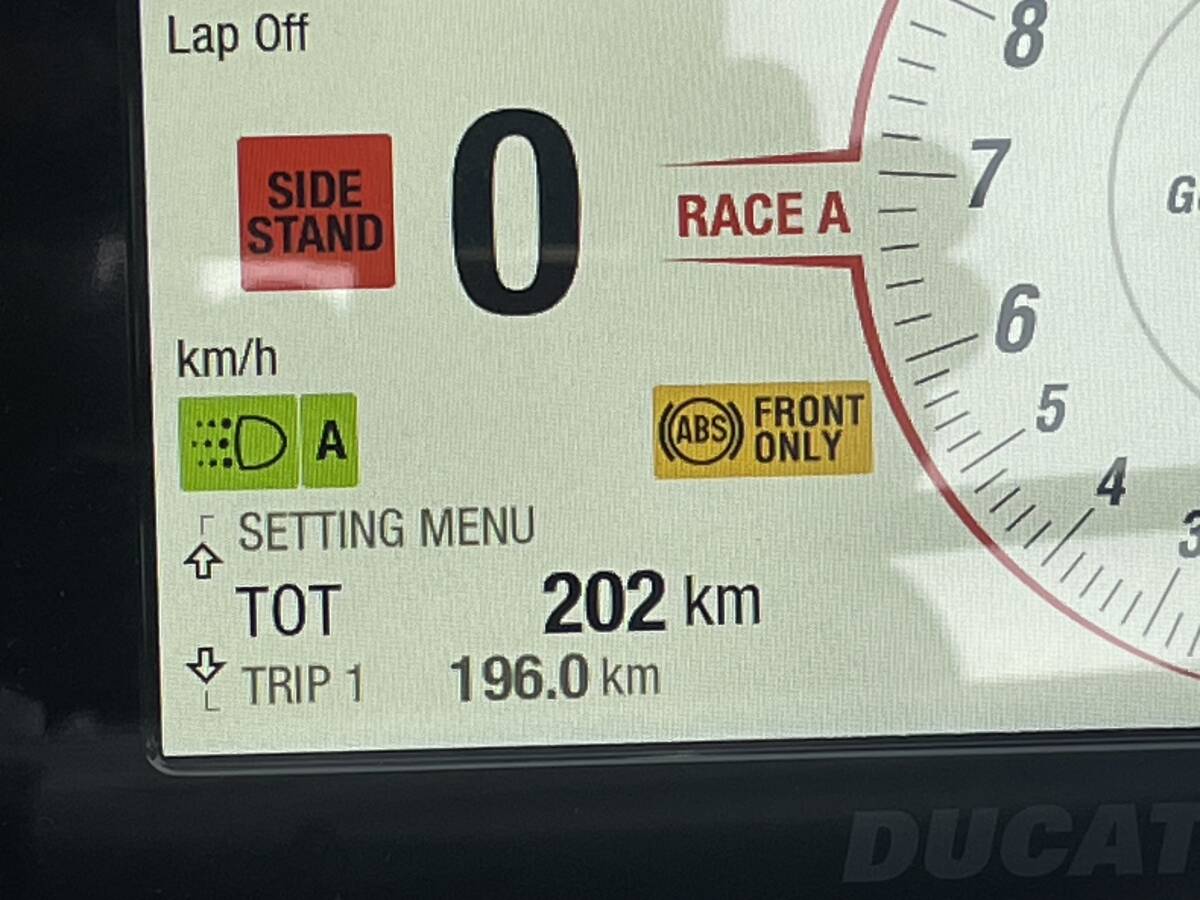 Lap Off
8
SIDE
STAND
0
RACE A
7
6
km/h
A
ABS
FRONT
ONLY
5
4
3
SETTING MENU
TOT 202 km
TRIP 1 196.0 km